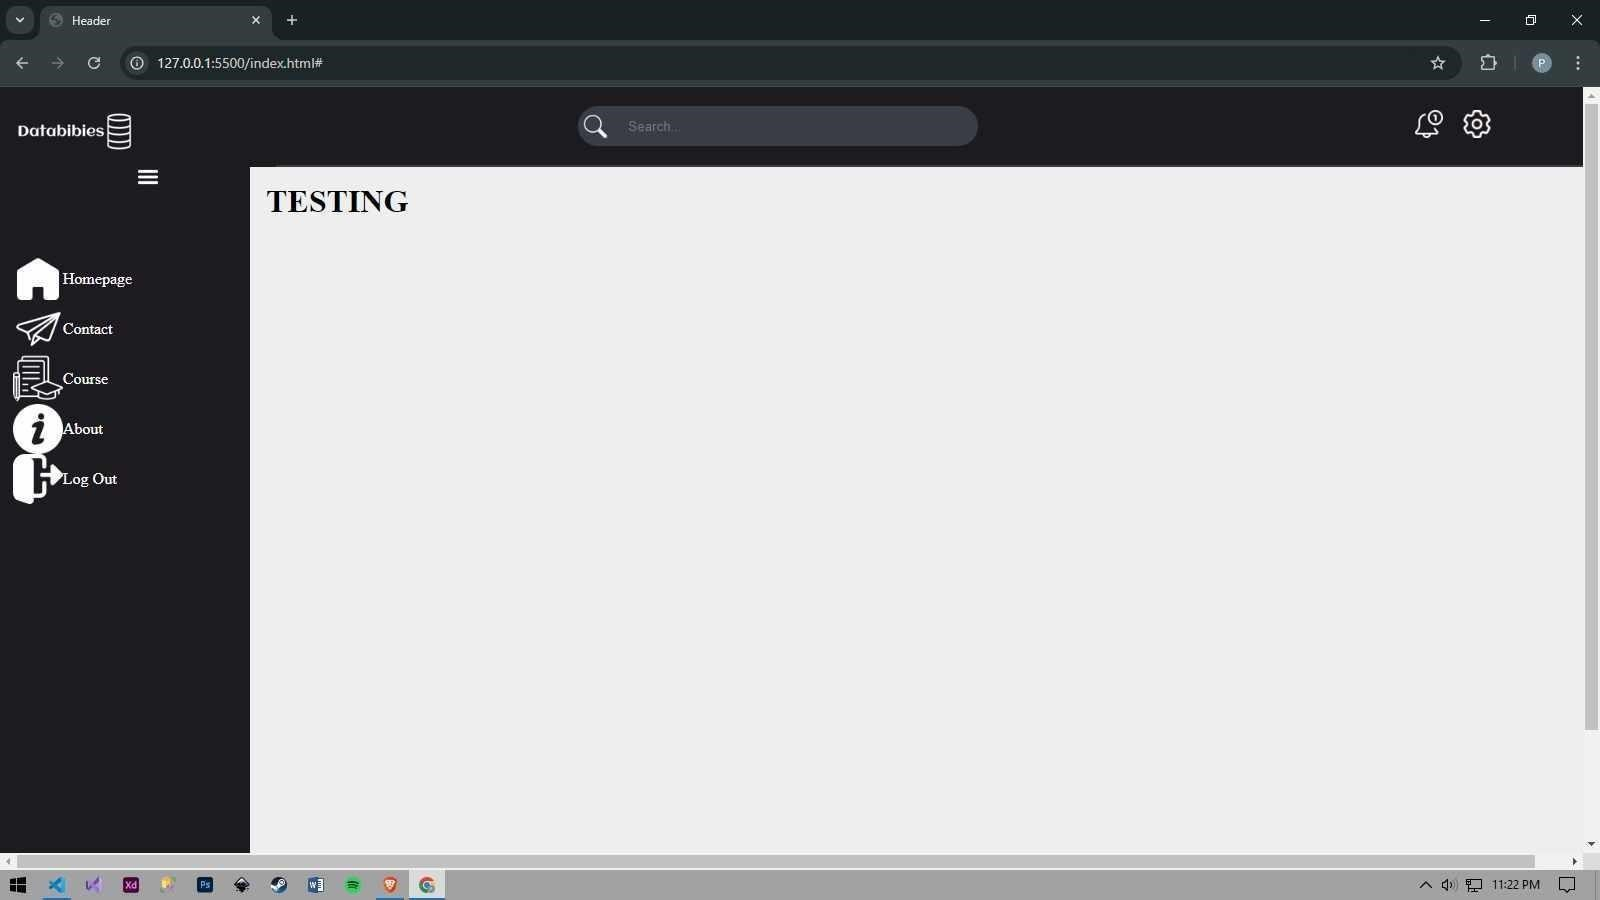 Header
127.0.0.1:5500/index.html#
P
Databibies
Search...
1
TESTING
Homepage
Contact
Course
i
About
Log Out
Xd
Ps
W
11:22 PM